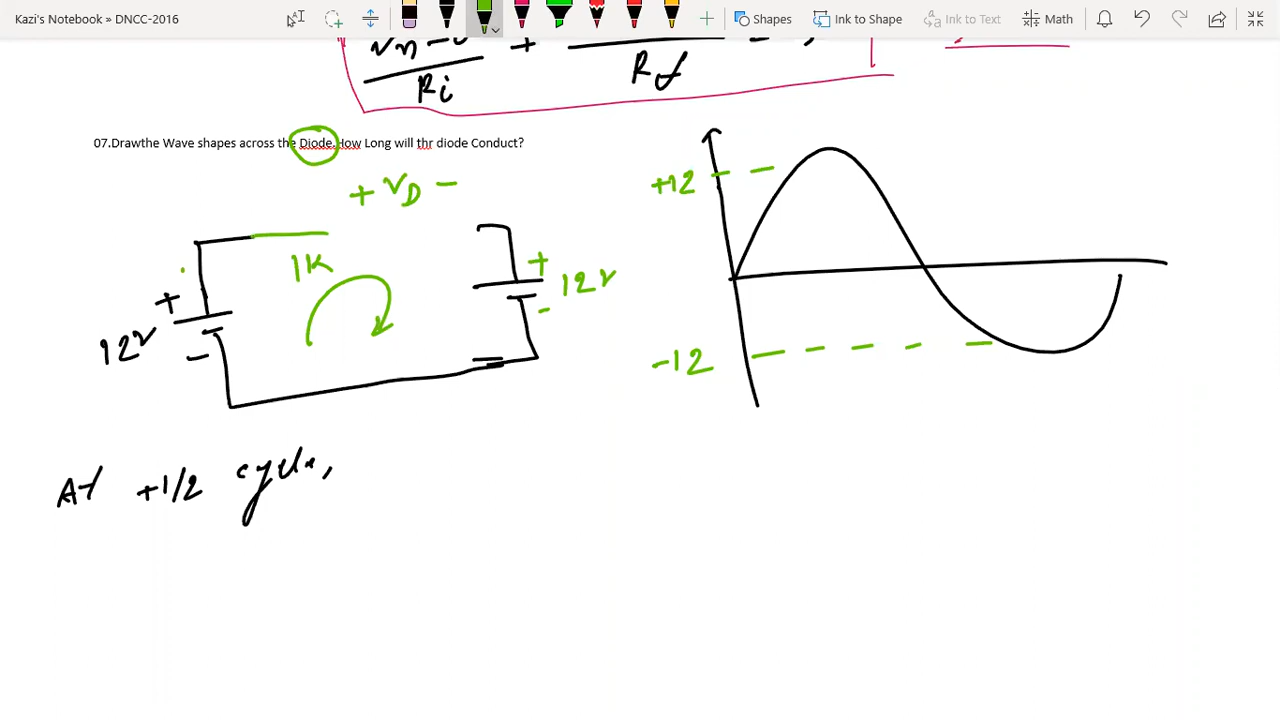 Kazi's Notebook » DNCC-2016
Shapes
Ink to Shape
Ink to Text
Math
Ri
+
Rf
07.Drawthe Wave shapes across the Diode.How Long will thr diode Conduct?
+ VD -
+12
1K
+
12V
-
+
12V
-
-12
At +1/2 cycle,